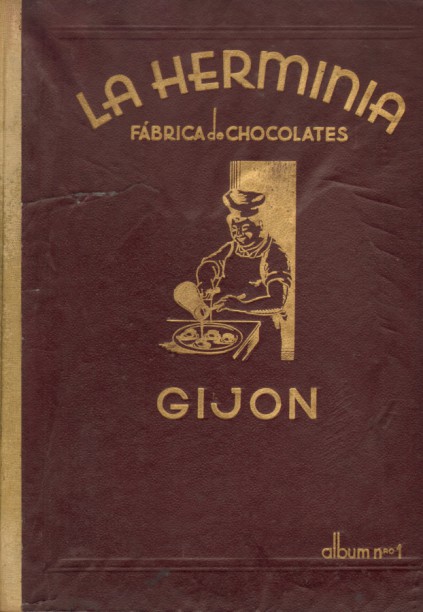 LA HERMINIA
FÁBRICA de CHOCOLATES
GIJON
album nro 1